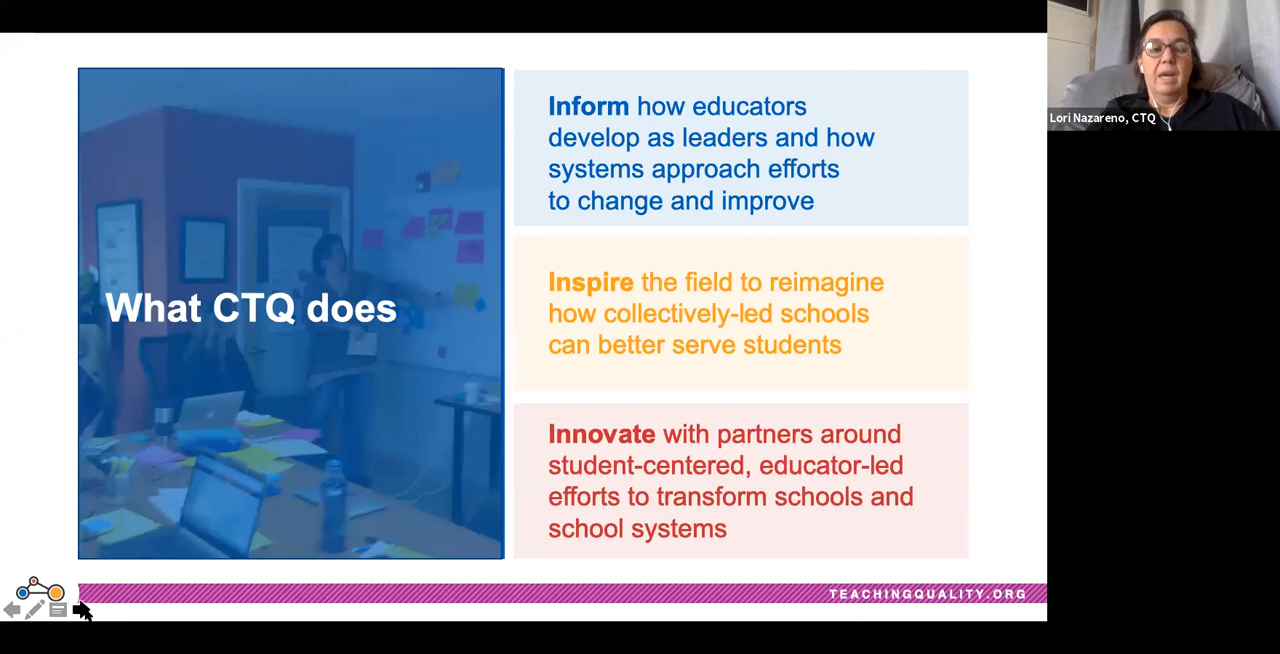 What CTQ does
Inform how educators
develop as leaders and how
systems approach efforts
to change and improve
Inspire the field to reimagine
how collectively-led schools
can better serve students
Innovate with partners around
student-centered, educator-led
efforts to transform schools and
school systems
TEACHINGQUALITY.ORG
Lori Nazareno, CTQ